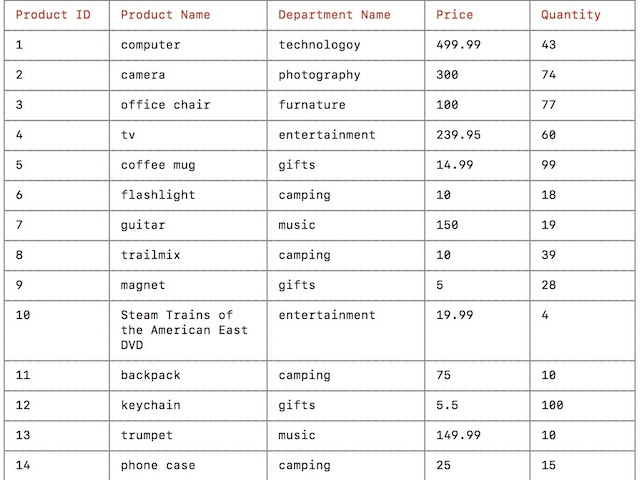 Product ID Product Name Department Name Price Quantity
1 computer technologoy 499.99 43
2 camera photography 300 74
3 office chair furnature 100 77
4 tv entertainment 239.95 60
5 coffee mug gifts 14.99 99
6 flashlight camping 10 18
7 guitar music 150 19
8 trailmix camping 10 39
9 magnet gifts 5 28
10 Steam Trains of entertainment 19.99 4
the American East
DVD
11 backpack camping 75 10
12 keychain gifts 5.5 100
13 trumpet music 149.99 10
14 phone case camping 25 15